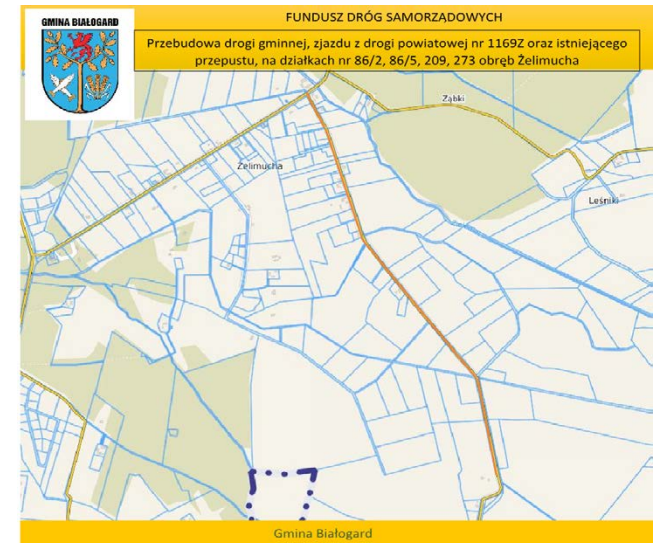 GMINA BIAŁOGARD
FUNDUSZ DRÓG SAMORZĄDOWYCH
Przebudowa drogi gminnej, zjazdu z drogi powiatowej nr 1169Z oraz istniejącego
przepustu, na działkach nr 86/2, 86/5, 209, 273 obręb Żelimucha
Ząbki
Żelimucha
Leśniki
Gmina Białogard